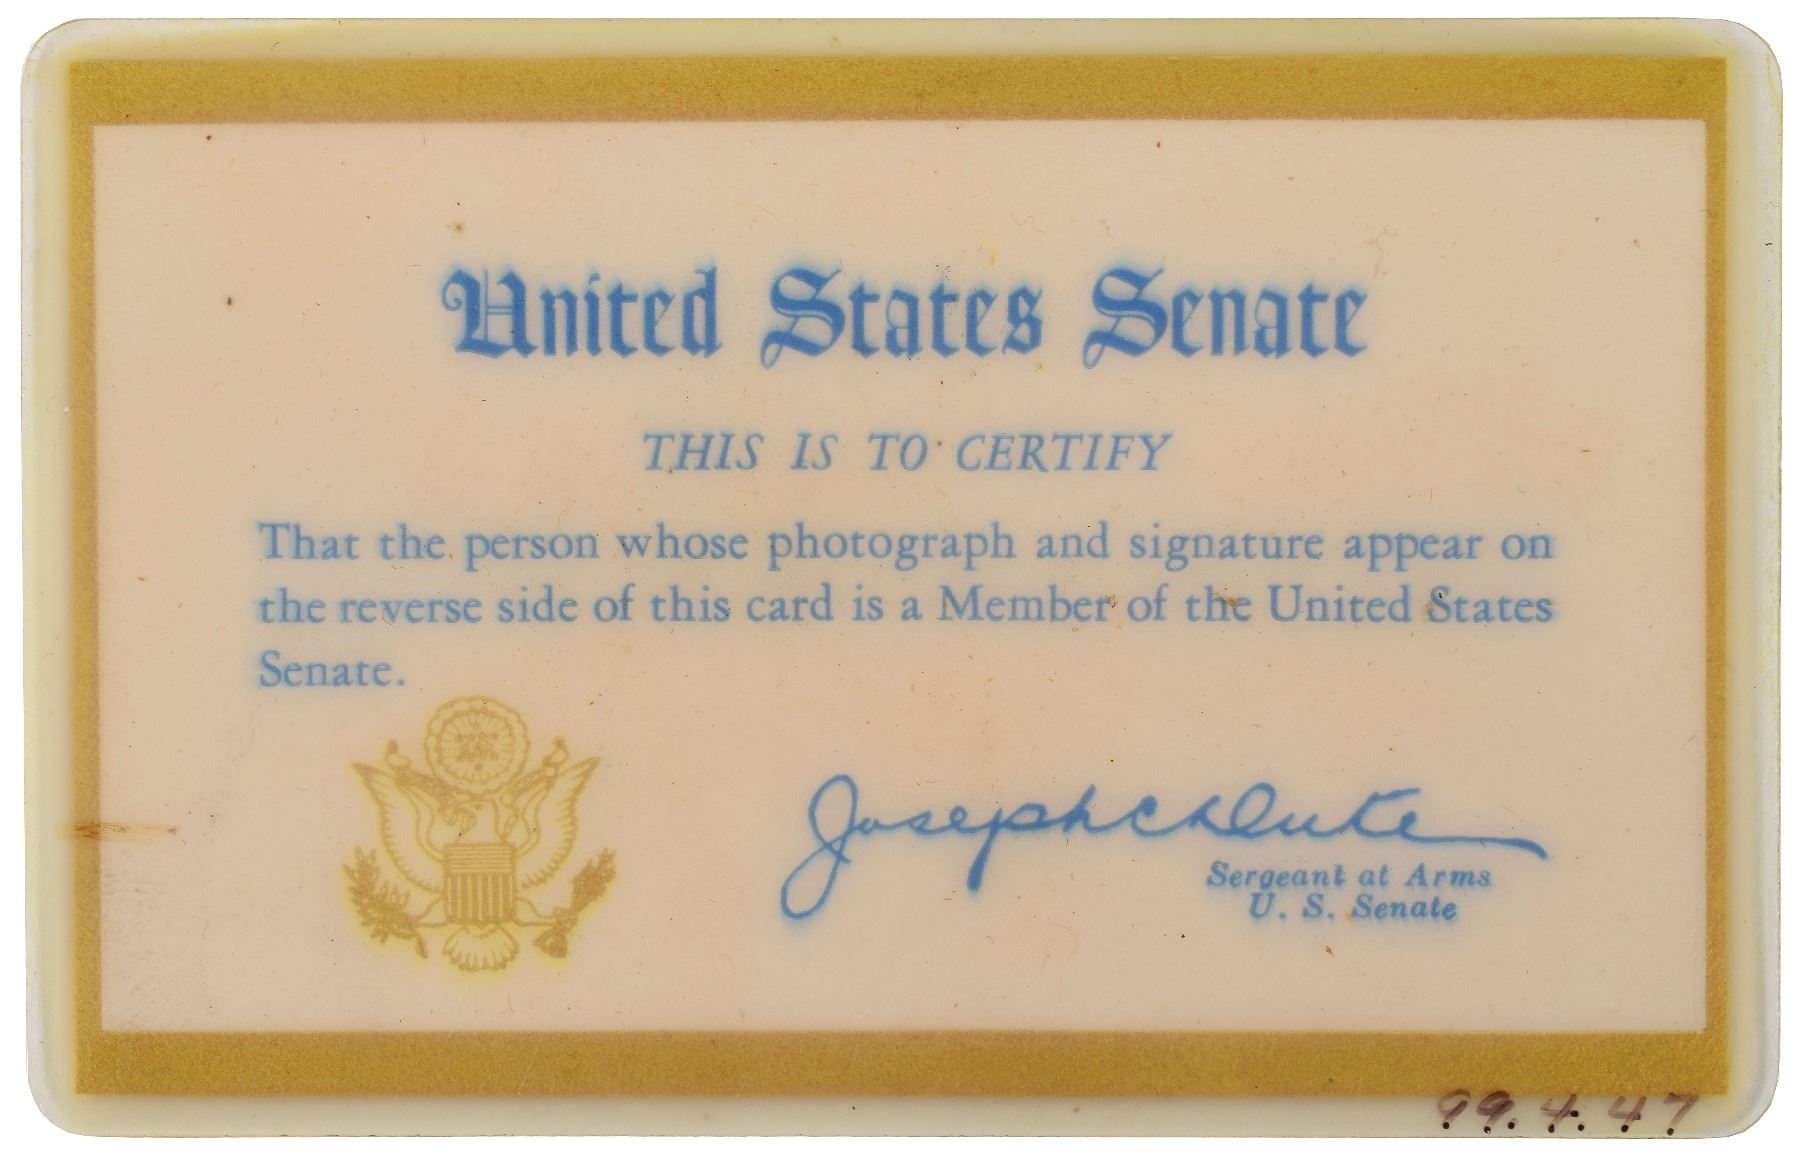 United States Senate
THIS IS TO CERTIFY
That the person whose photograph and signature appear on
the reverse side of this card is a Member of the United States
Senate.
Joseph C Duke
Sergeant at Arms
U. S. Senate
99.4.47